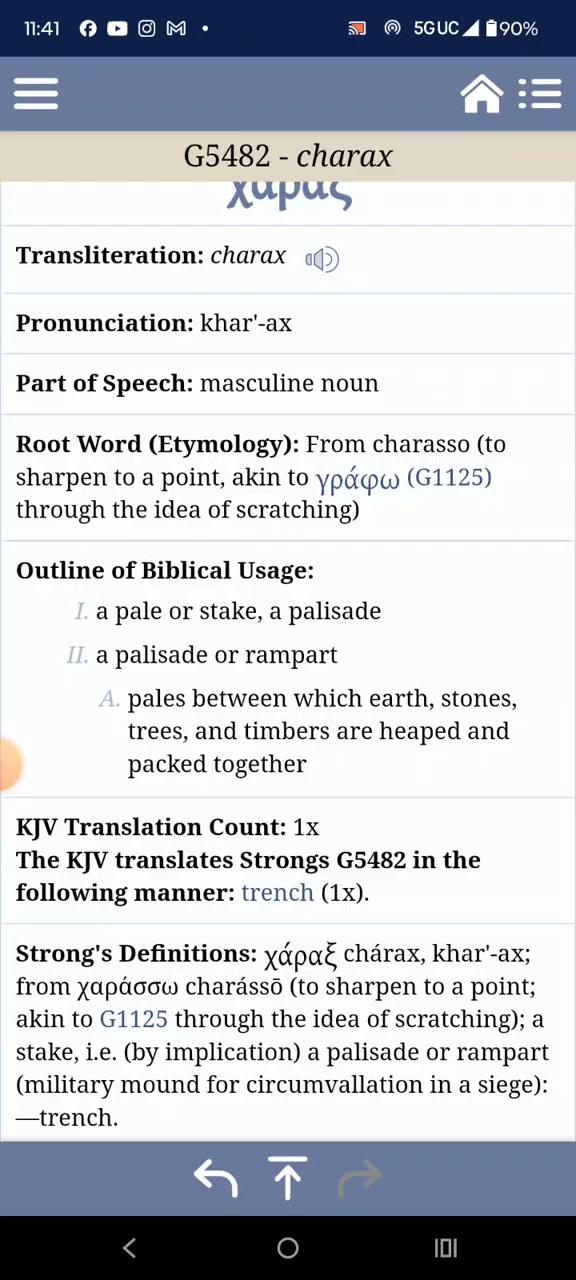 11:41
5G UC 90%
G5482 - charax
χάραξ
Transliteration: charax
Pronunciation: khar'-ax
Part of Speech: masculine noun
Root Word (Etymology): From charasso (to
sharpen to a point, akin to γράφω (G1125)
through the idea of scratching)
Outline of Biblical Usage:
I. a pale or stake, a palisade
II. a palisade or rampart
A. pales between which earth, stones,
trees, and timbers are heaped and
packed together
KJV Translation Count: 1x
The KJV translates Strongs G5482 in the
following manner: trench (1x).
Strong's Definitions: χάραξ chárax, khar'-ax;
from χαράσσω charássō (to sharpen to a point;
akin to G1125 through the idea of scratching); a
stake, i.e. (by implication) a palisade or rampart
(military mound for circumvallation in a siege):
—trench.